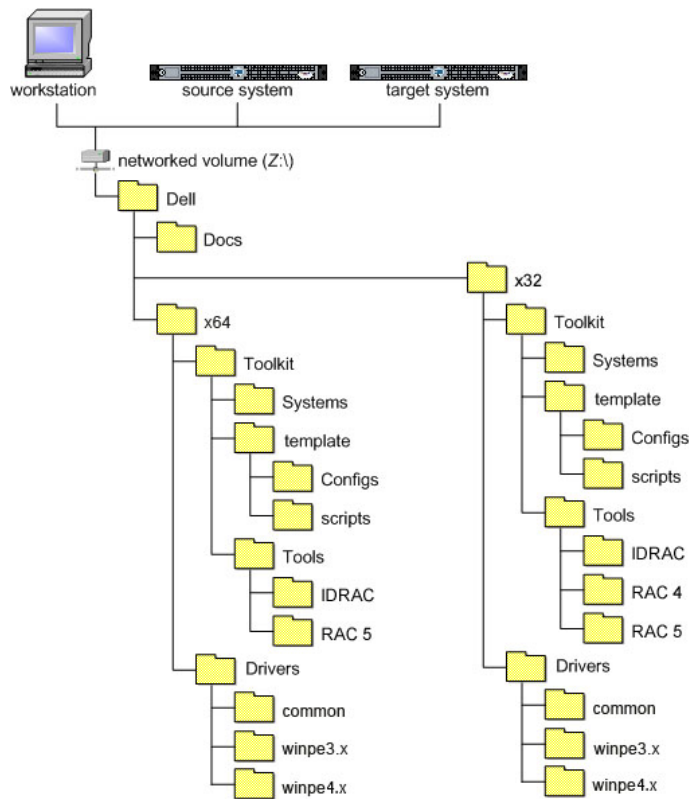 workstation
source system
target system
networked volume (Z:\)
Dell
Docs
x64
Toolkit
Systems
template
Configs
scripts
Tools
IDRAC
RAC 5
Drivers
common
winpe3.x
winpe4.x
x32
Toolkit
Systems
template
Configs
scripts
Tools
IDRAC
RAC 4
RAC 5
Drivers
common
winpe3.x
winpe4.x